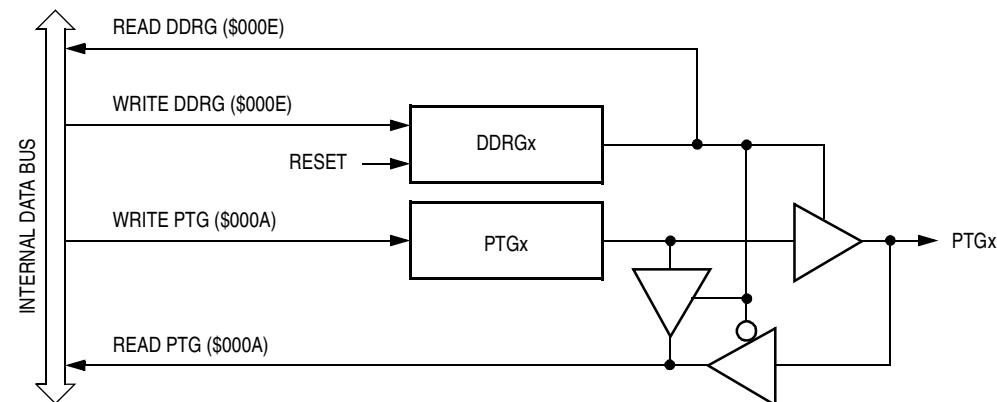 READ DDRG ($000E)
WRITE DDRG ($000E)
DDRGx
RESET
INTERNAL DATA BUS
WRITE PTG ($000A)
PTGx
PTGx
READ PTG ($000A)